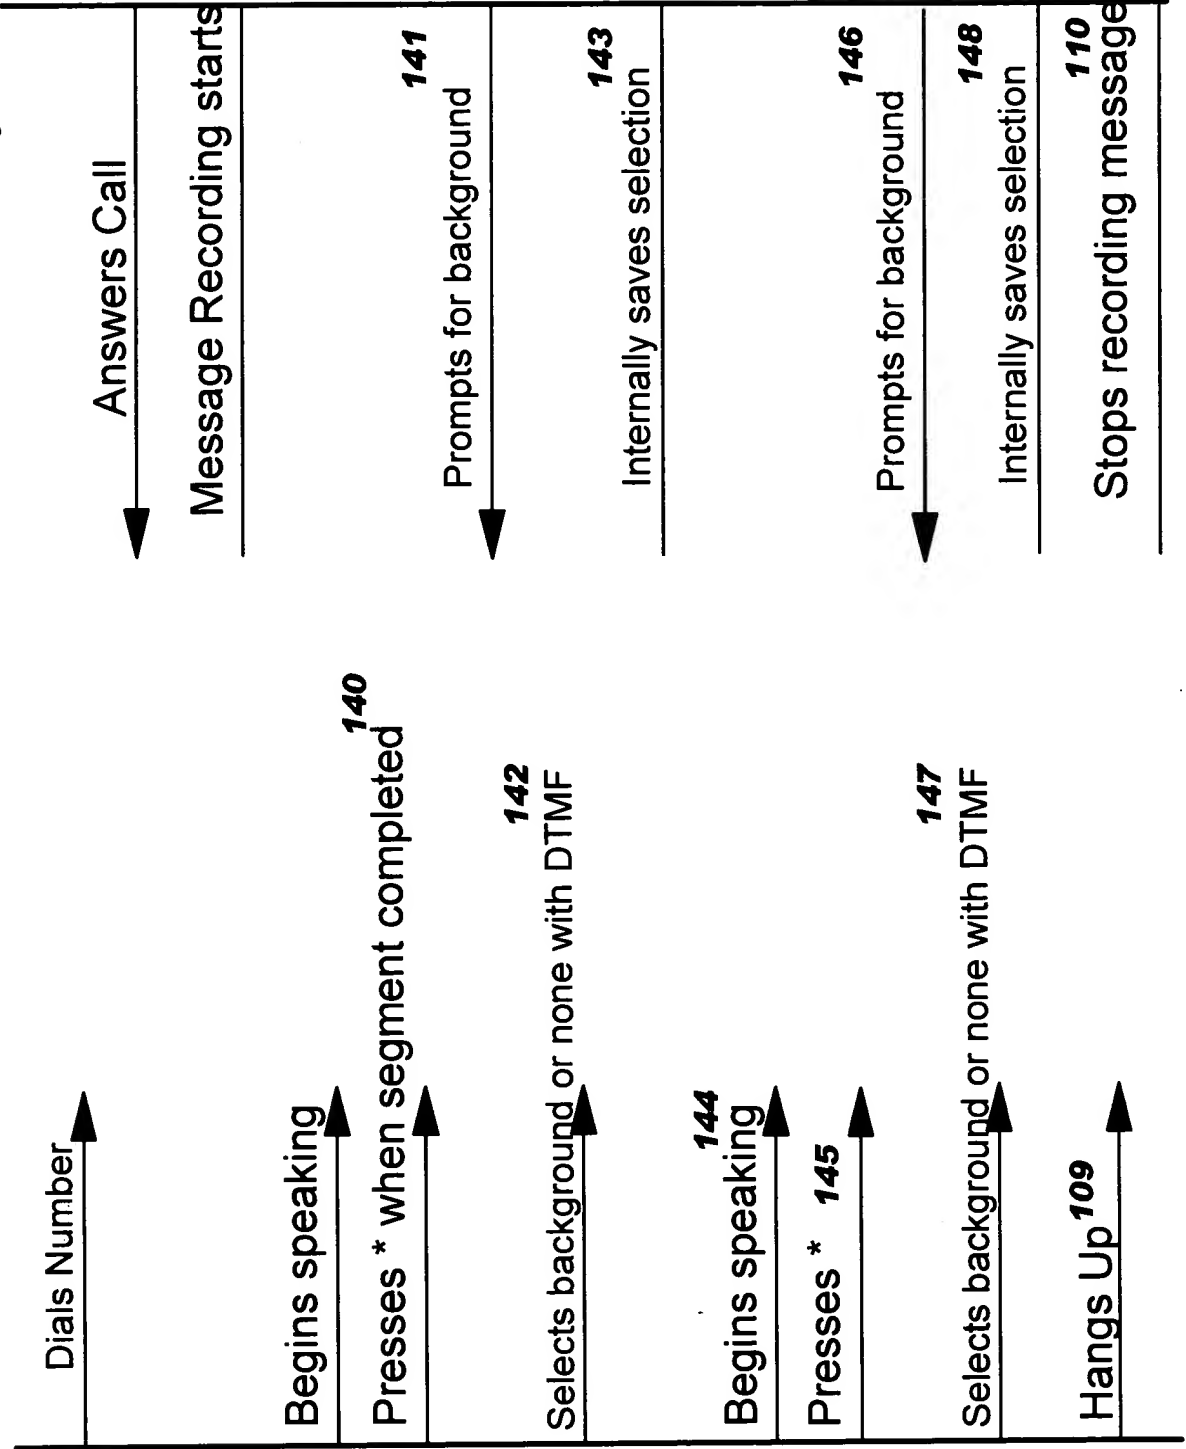 Dials Number
Answers Call
Message Recording starts
Begins speaking
140
Presses * when segment completed
141
Prompts for background
142
Selects background or none with DTMF
143
Internally saves selection
144
Begins speaking
Presses * 145
146
Prompts for background
147
Selects background or none with DTMF
148
Internally saves selection
Hangs Up 109
110
Stops recording message